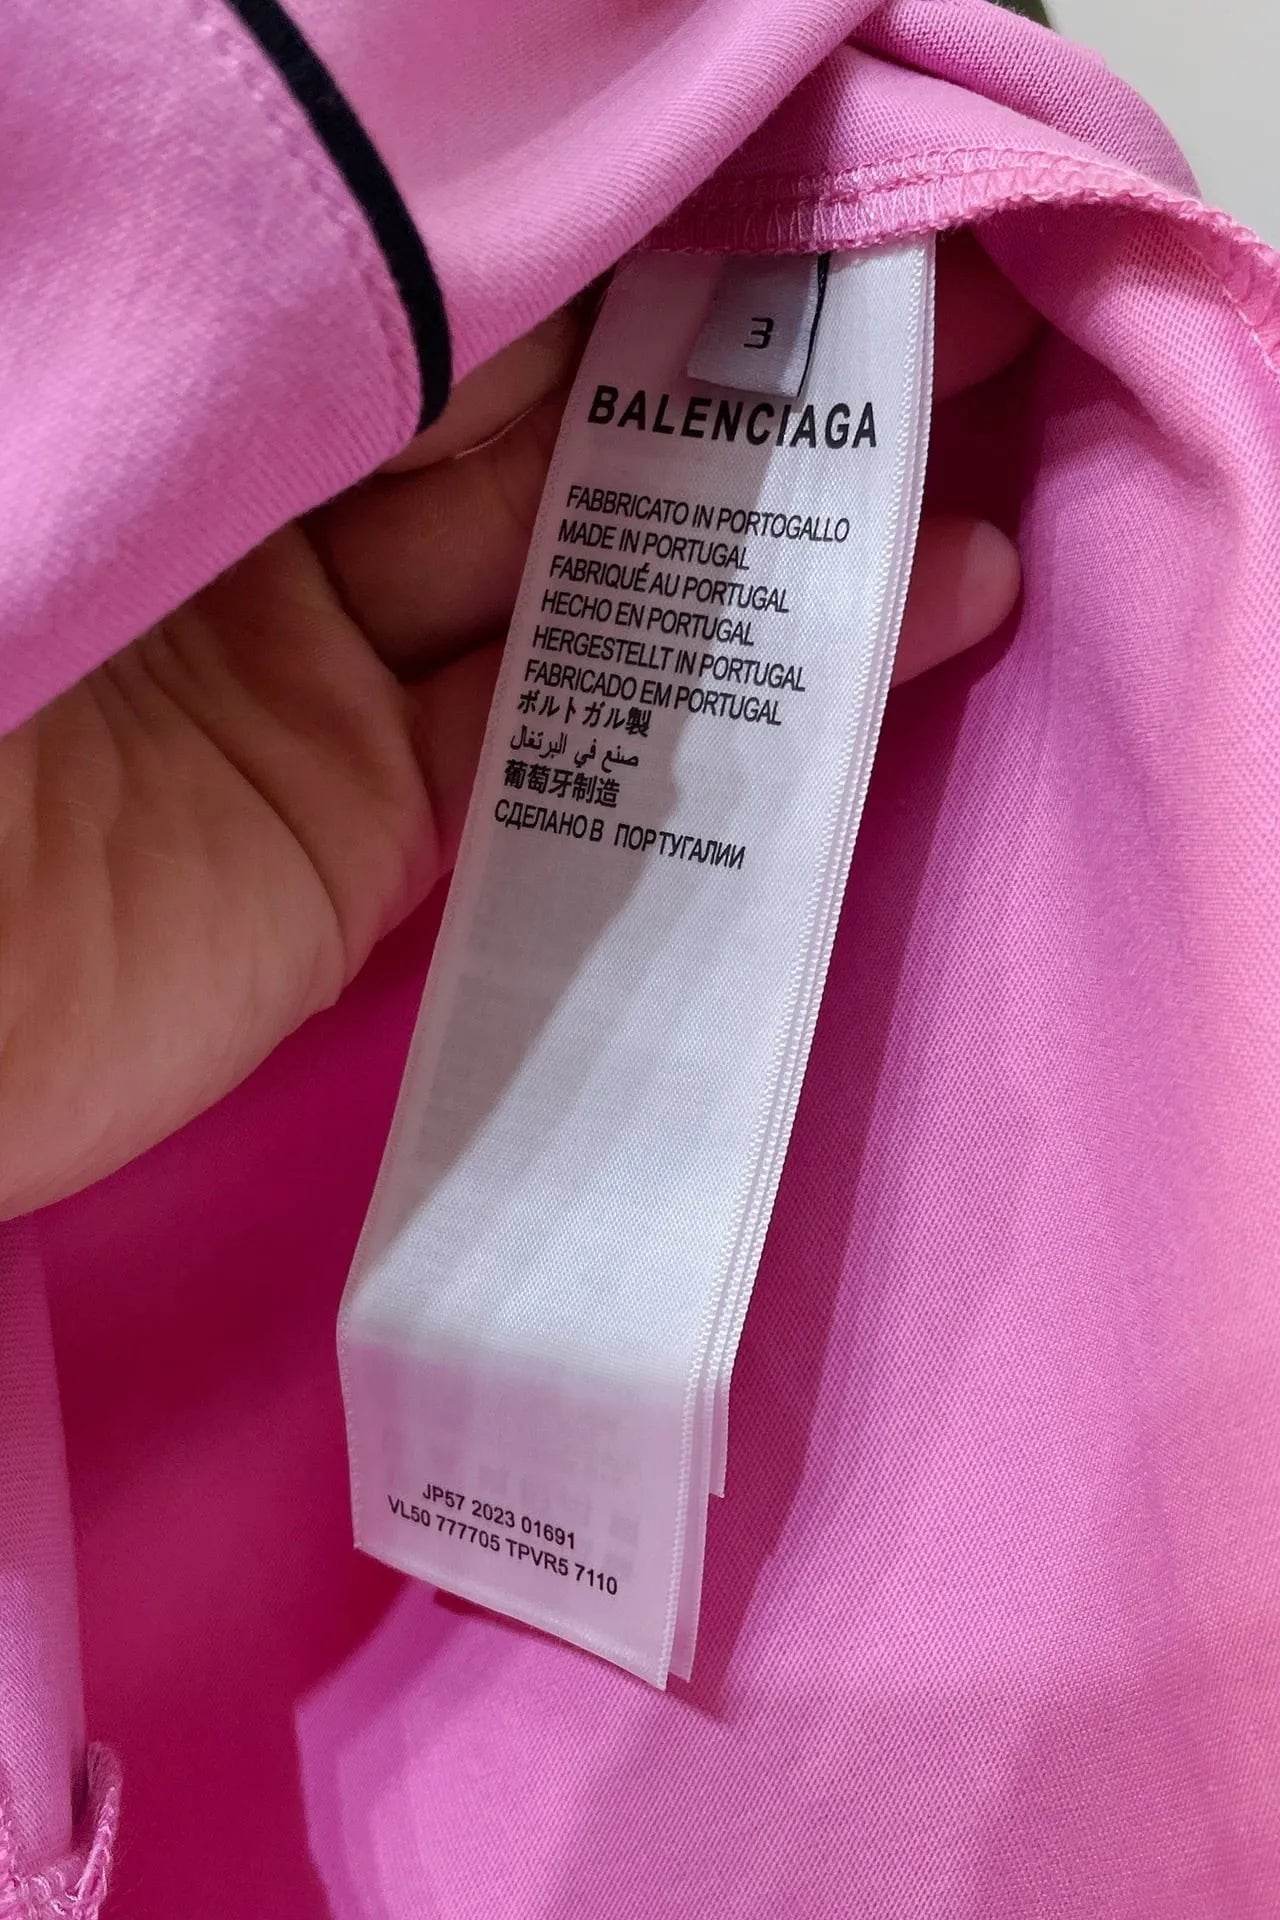 3
BALENCIAGA
FABBRICATO IN PORTOGALLO
MADE IN PORTUGAL
FABRIQUÉ AU PORTUGAL
HECHO EN PORTUGAL
HERGESTELLT IN PORTUGAL
FABRICADO EM PORTUGAL
ボルトガル製
صنع في البرتغال
葡萄牙制造
СДЕЛАНО В ПОРТУГАЛИИ
JP57 2023 01691
VL50 777705 TPVR5 7110